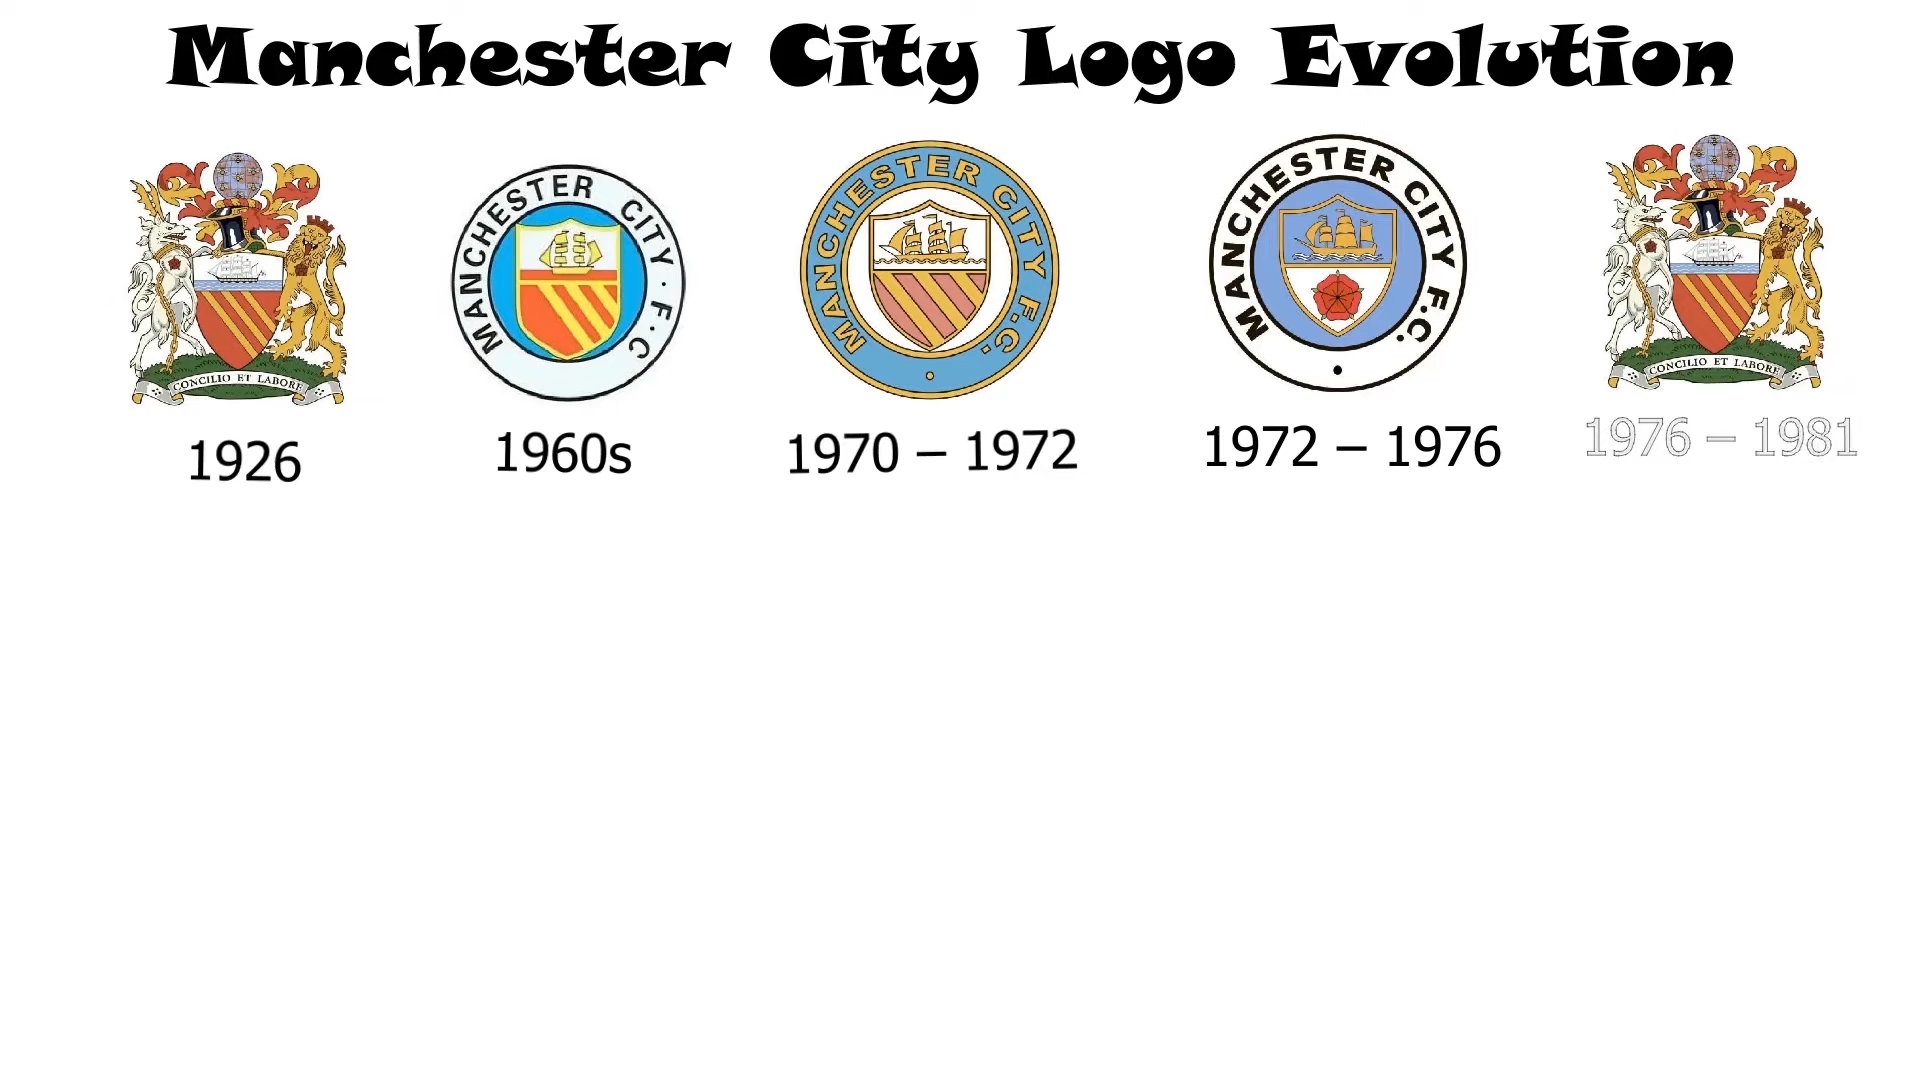 Manchester City Logo Evolution
CONCILIO ET LABORE
MANCHESTER CITY · F.C
MANCHESTER CITY F.C.
MANCHESTER CITY F.C.
CONCILIO ET LABORE
1926
1960s
1970 – 1972
1972 – 1976
1976 – 1981